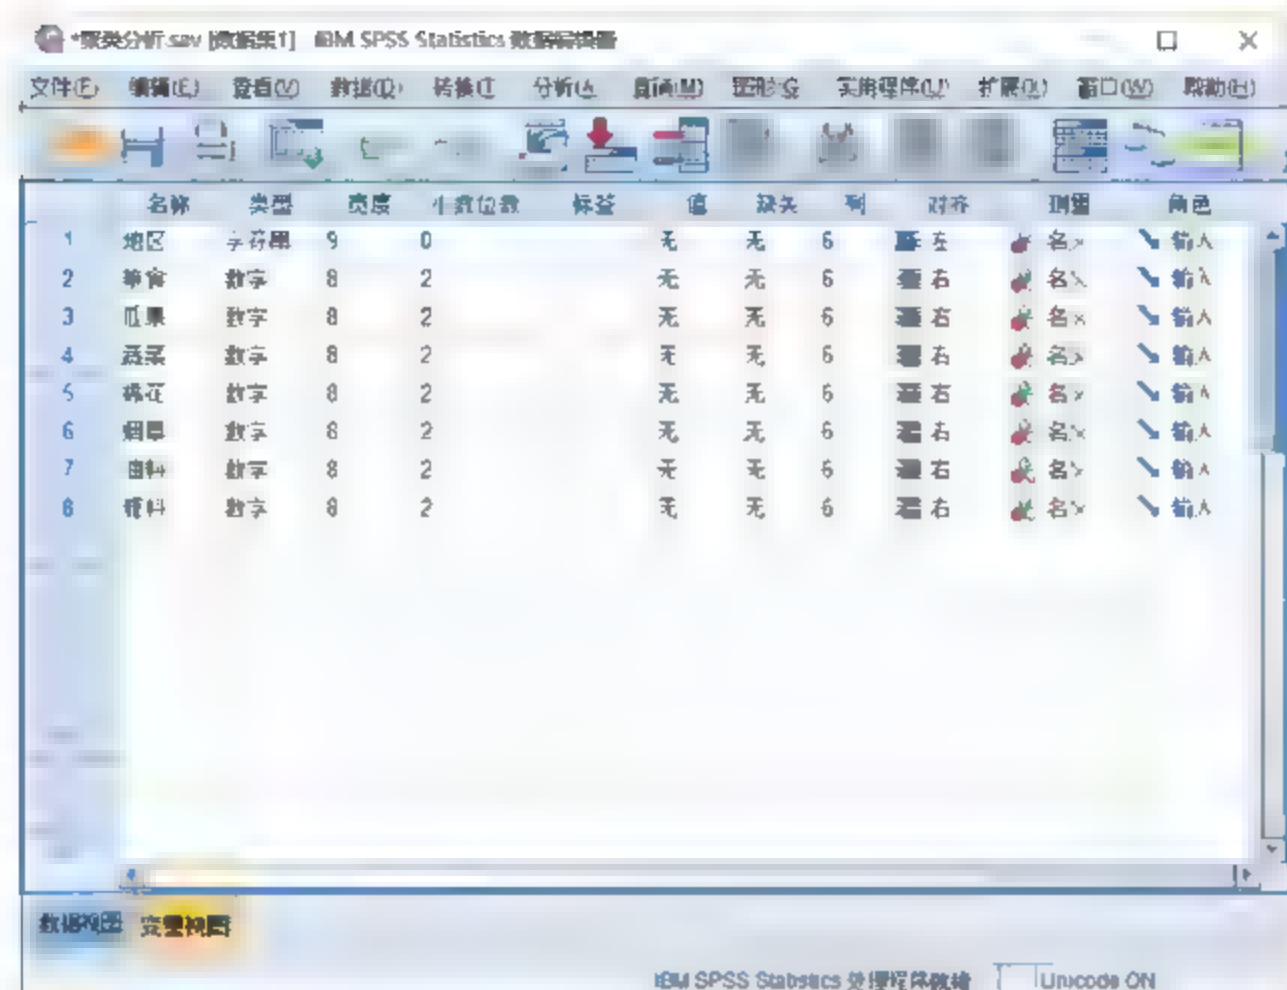 *聚类分析.sav [数据集1] IBM SPSS Statistics 数据编辑器
文件(F) 编辑(E) 查看(V) 数据(D) 转换(T 分析(A 直销(M) 图形(G 实用程序(U) 扩展(X) 窗口(W) 帮助(H)
名称 类型 宽度 小数位数 标签 值 缺失 列 对齐 测量 角色
1 地区 字符串 9 0 无 无 6 左 名 输入
2 数字 8 2 无 无 6 右 名 输入
3 瓜果 数字 8 2 无 无 6 右 名 输入
4 蔬菜 数字 8 2 无 无 6 右 名 输入
5 棉花 数字 8 2 无 无 6 右 名 输入
6 烟草 数字 8 2 无 无 6 右 名 输入
7 油料 数字 8 2 无 无 6 右 名 输入
8 糖料 数字 8 2 无 无 6 右 名 输入
数据视图 变量视图
IBM SPSS Statistics 处理程序就绪 Unicode ON